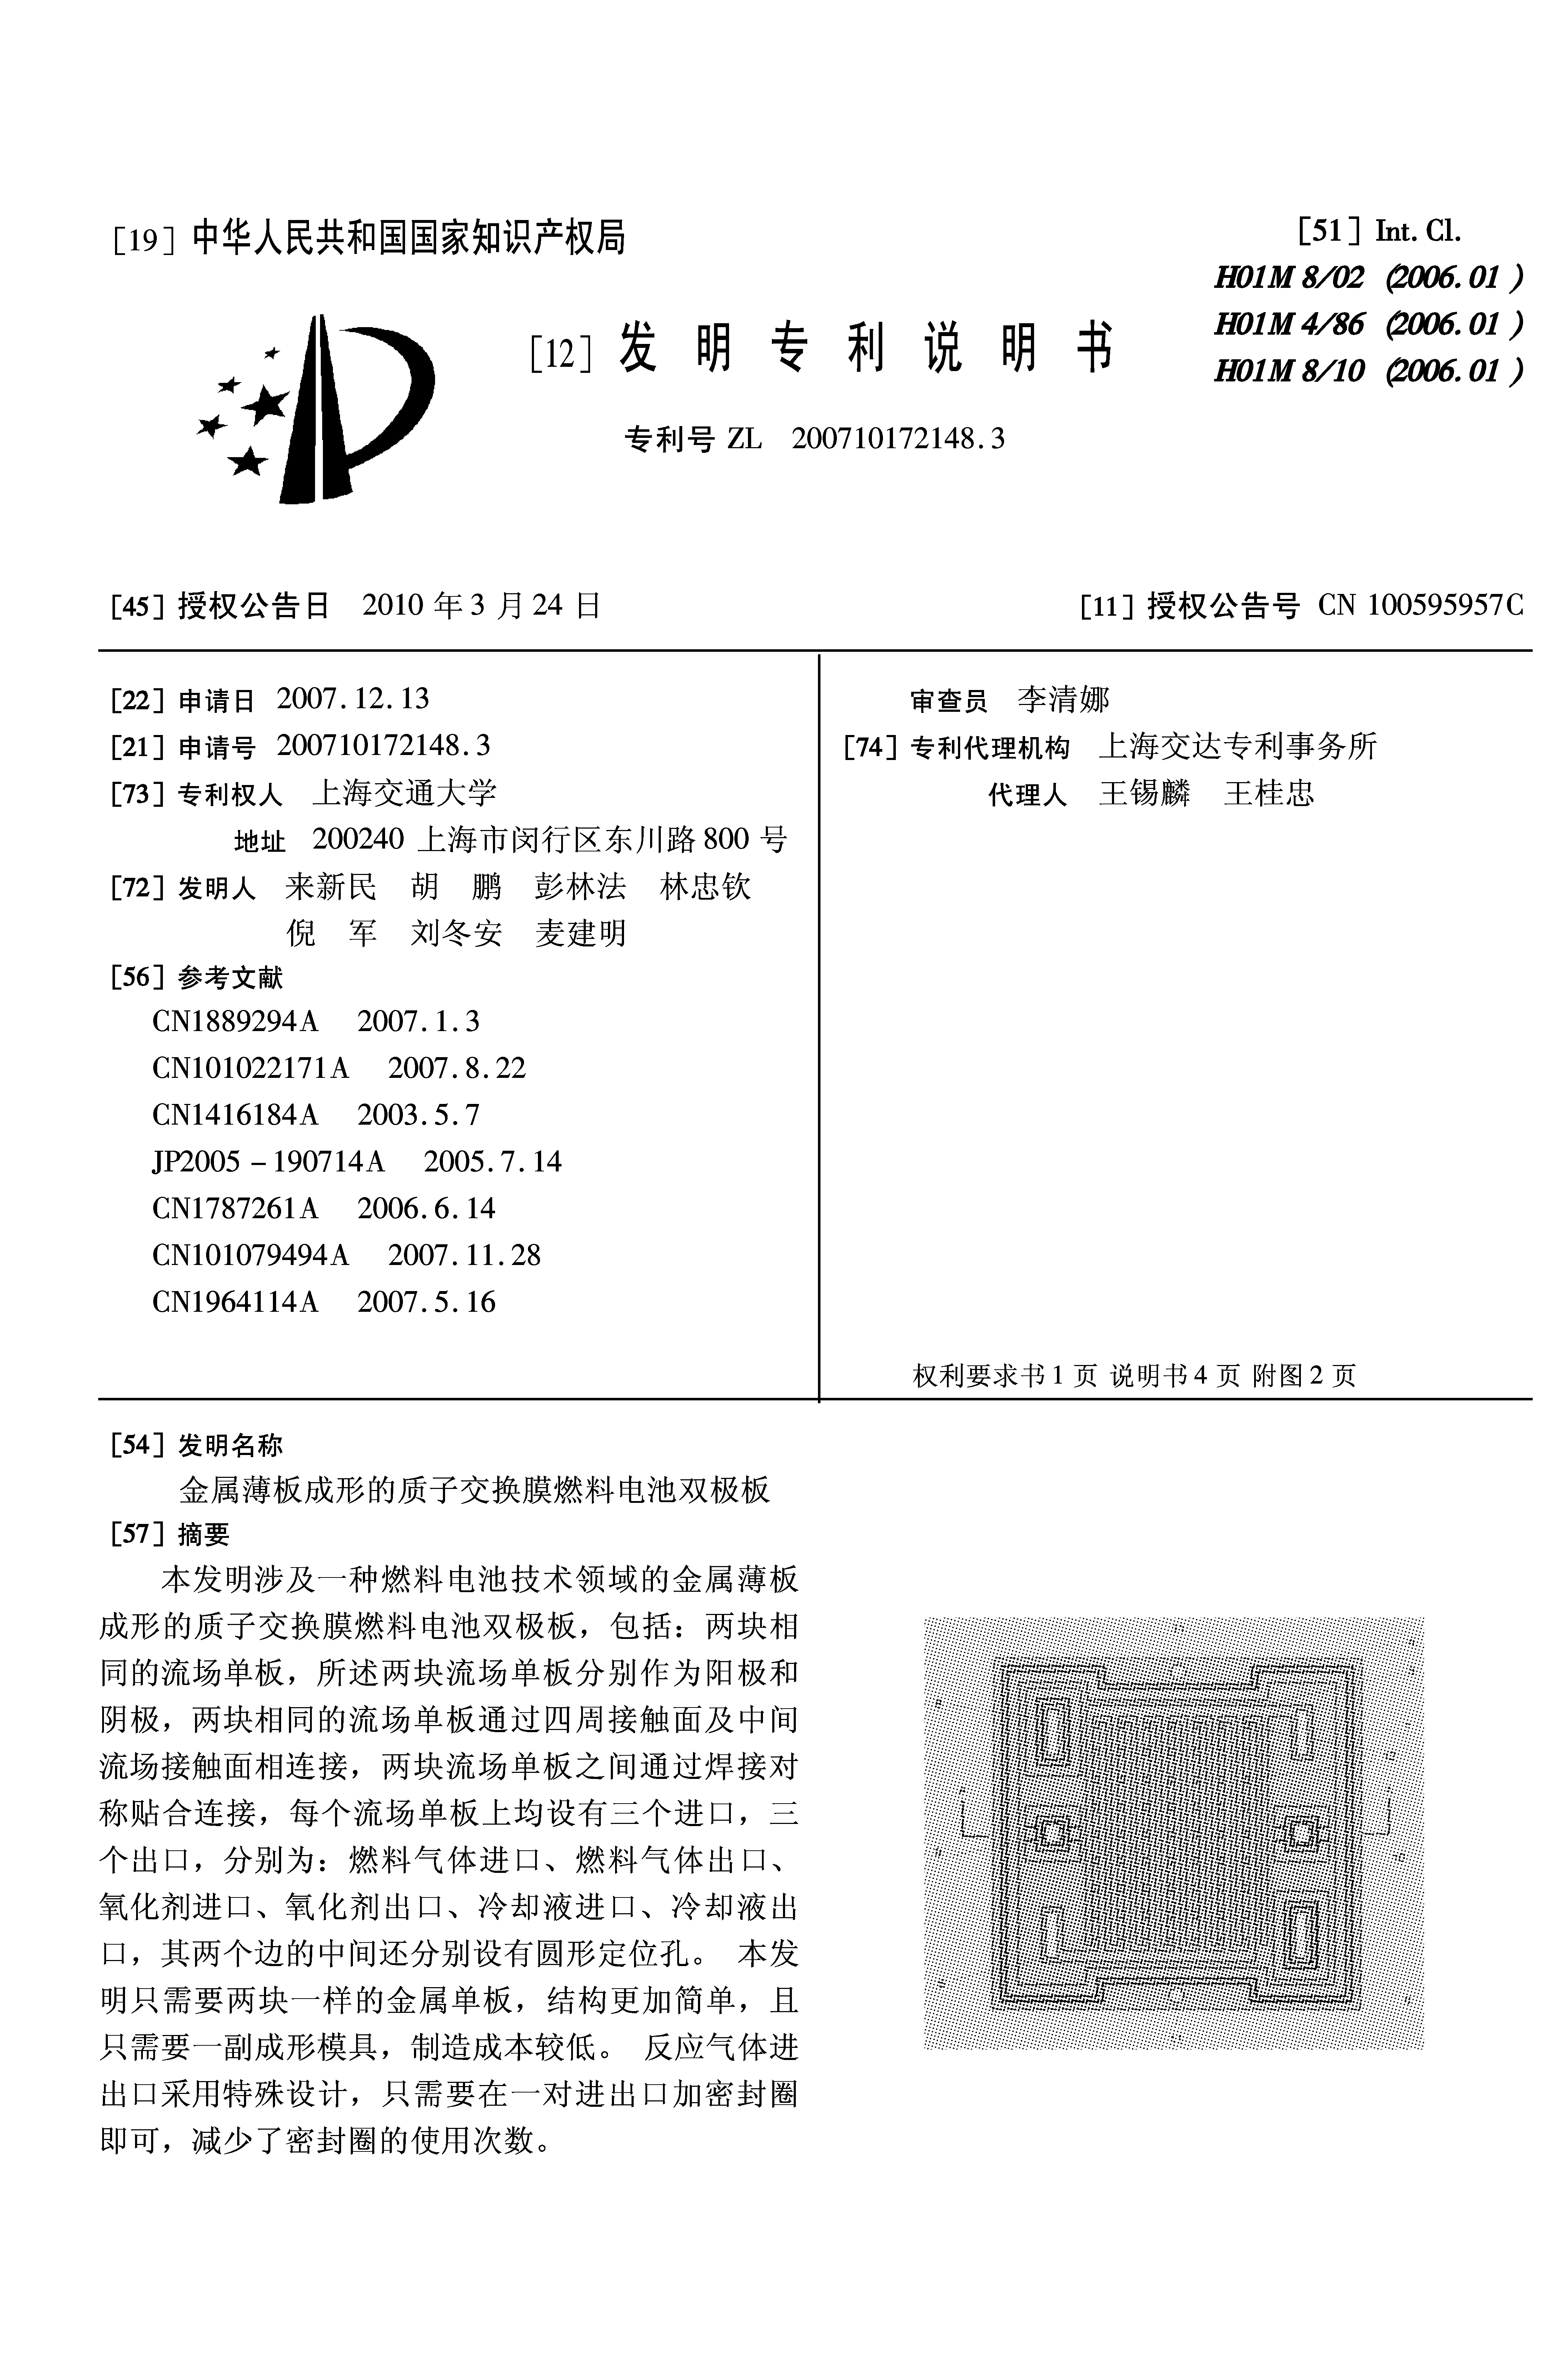 [19] 中华人民共和国国家知识产权局
[51] Int. Cl.
H01M 8/02 (2006.01)
H01M 4/86 (2006.01)
H01M 8/10 (2006.01)
[12] 发明专利说明书
专利号 ZL 200710172148.3
[45] 授权公告日 2010 年 3 月 24 日
[11] 授权公告号 CN 100595957C
[22] 申请日 2007.12.13
[21] 申请号 200710172148.3
[73] 专利权人 上海交通大学
地址 200240 上海市闵行区东川路 800 号
[72] 发明人 来新民 胡 鹏 彭林法 林忠钦
倪 军 刘冬安 麦建明
[56] 参考文献
CN1889294A 2007.1.3
CN101022171A 2007.8.22
CN1416184A 2003.5.7
JP2005-190714A 2005.7.14
CN1787261A 2006.6.14
CN101079494A 2007.11.28
CN1964114A 2007.5.16
审查员 李清娜
[74] 专利代理机构 上海交达专利事务所
代理人 王锡麟 王桂忠
权利要求书 1 页 说明书 4 页 附图 2 页
[54] 发明名称
金属薄板成形的质子交换膜燃料电池双极板
[57] 摘要
本发明涉及一种燃料电池技术领域的金属薄板
成形的质子交换膜燃料电池双极板，包括：两块相
同的流场单板，所述两块流场单板分别作为阳极和
阴极，两块相同的流场单板通过四周接触面及中间
流场接触面相连接，两块流场单板之间通过焊接对
称贴合连接，每个流场单板上均设有三个进口，三
个出口，分别为：燃料气体进口、燃料气体出口、
氧化剂进口、氧化剂出口、冷却液进口、冷却液出
口，其两个边的中间还分别设有圆形定位孔。本发
明只需要两块一样的金属单板，结构更加简单，且
只需要一副成形模具，制造成本较低。反应气体进
出口采用特殊设计，只需要在一对进出口加密封圈
即可，减少了密封圈的使用次数。